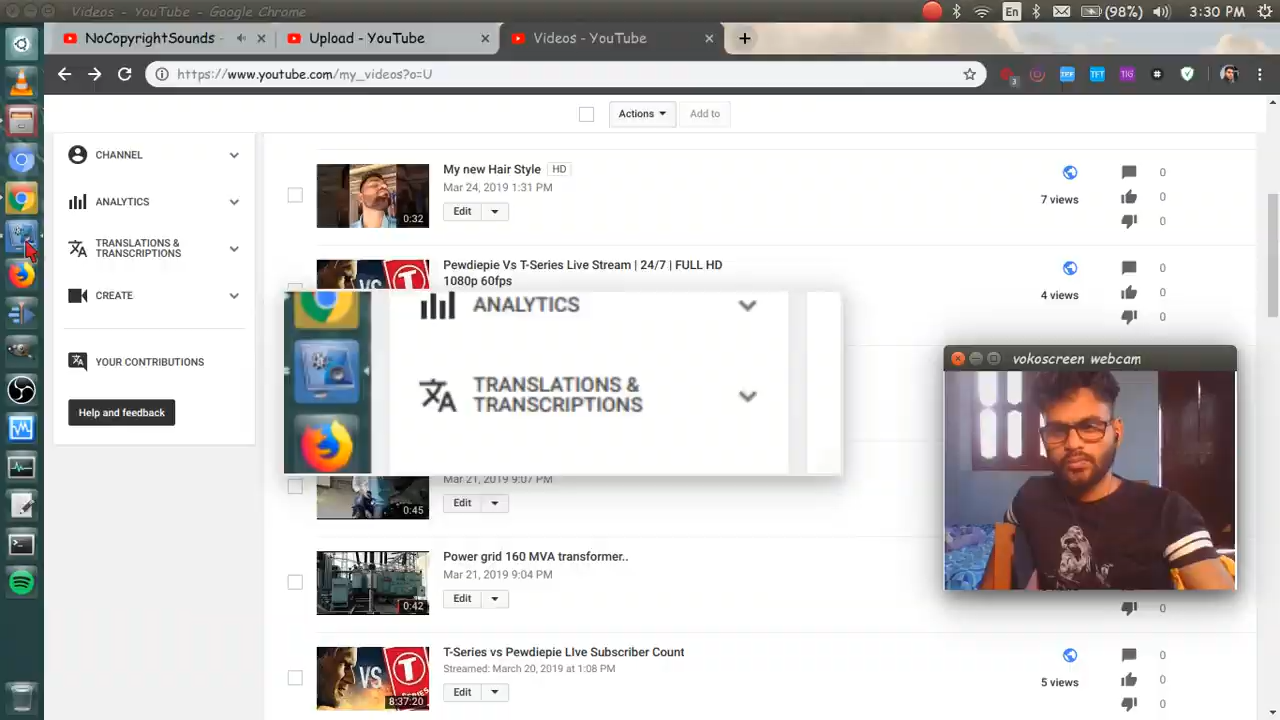 Videos - YouTube - Google Chrome
En
(98%)
3:30 PM
NoCopyrightSounds
Upload - YouTube
Videos - YouTube
https://www.youtube.com/my_videos?o=U
3
TFF
TFT
TIG
Actions
Add to
CHANNEL
ANALYTICS
TRANSLATIONS &
TRANSCRIPTIONS
CREATE
YOUR CONTRIBUTIONS
Help and feedback
0:32
My new Hair Style HD
Mar 24, 2019 1:31 PM
Edit
7 views
0
0
0
VS
Pewdiepie Vs T-Series Live Stream | 24/7 | FULL HD
1080p 60fps
4 views
0
0
0
ANALYTICS
TRANSLATIONS &
TRANSCRIPTIONS
vokoscreen webcam
0:45
Mar 21, 2019 9:07 PM
Edit
0:42
Power grid 160 MVA transformer..
Mar 21, 2019 9:04 PM
Edit
0
VS
8:37:20
T-Series vs Pewdiepie LIve Subscriber Count
Streamed: March 20, 2019 at 1:08 PM
Edit
5 views
0
0
0